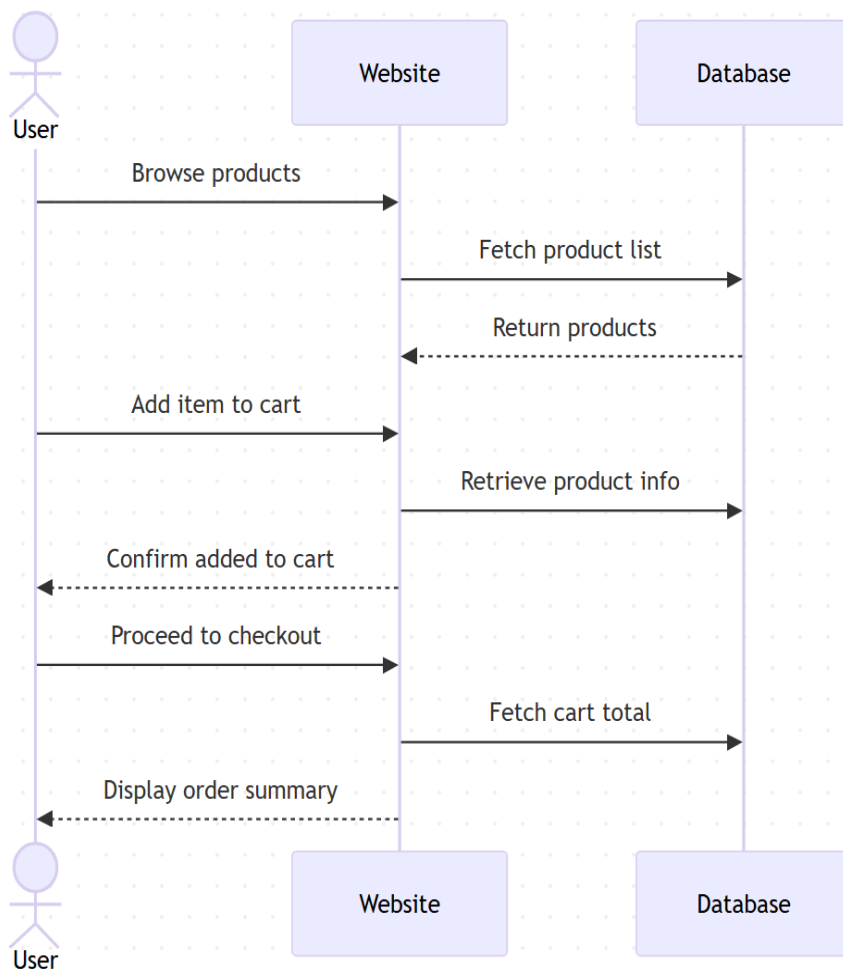 Website
Database
User
Browse products
Fetch product list
Return products
Add item to cart
Retrieve product info
Confirm added to cart
Proceed to checkout
Fetch cart total
Display order summary
Website
Database
User